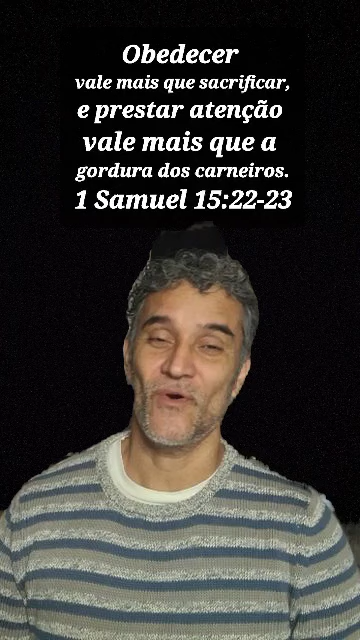 Obedecer
vale mais que sacrificar,
e prestar atenção
vale mais que a
gordura dos carneiros.
1 Samuel 15:22-23